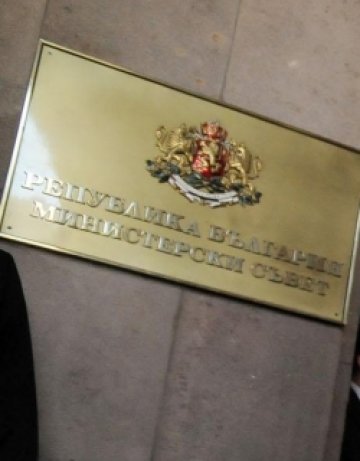 РЕПУБЛИКА БЪЛГАРИЯ
МИНИСТЕРСКИ СЪВЕТ